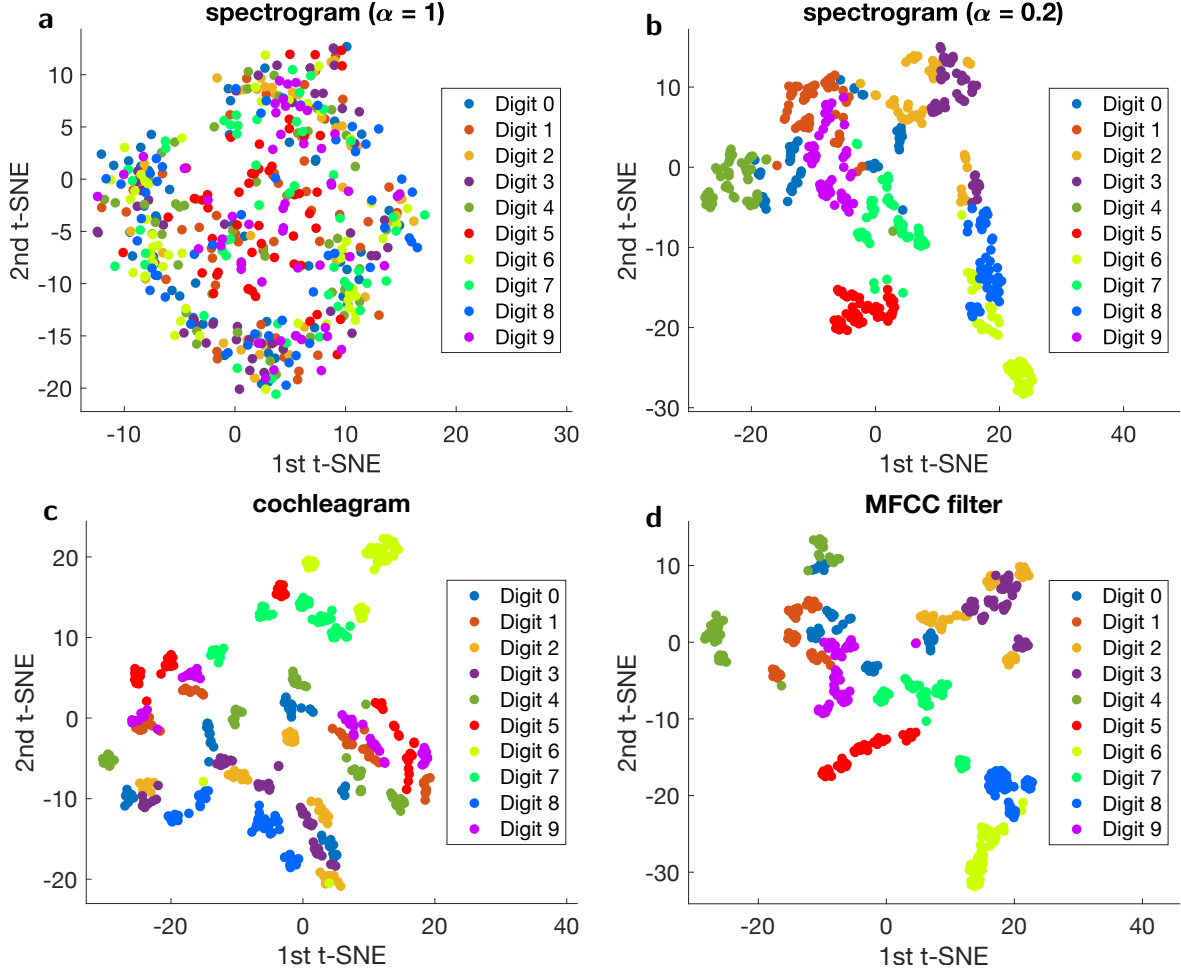 a
spectrogram (α = 1)
10
5
0
-5
-10
-15
-20
2nd t-SNE
-10
0
10
20
30
1st t-SNE
Digit 0
Digit 1
Digit 2
Digit 3
Digit 4
Digit 5
Digit 6
Digit 7
Digit 8
Digit 9
b
spectrogram (α = 0.2)
10
0
-10
-20
-30
2nd t-SNE
-20
0
20
40
1st t-SNE
Digit 0
Digit 1
Digit 2
Digit 3
Digit 4
Digit 5
Digit 6
Digit 7
Digit 8
Digit 9
c
cochleagram
20
10
0
-10
-20
2nd t-SNE
-20
0
20
40
1st t-SNE
Digit 0
Digit 1
Digit 2
Digit 3
Digit 4
Digit 5
Digit 6
Digit 7
Digit 8
Digit 9
d
MFCC filter
10
0
-10
-20
-30
2nd t-SNE
-20
0
20
40
1st t-SNE
Digit 0
Digit 1
Digit 2
Digit 3
Digit 4
Digit 5
Digit 6
Digit 7
Digit 8
Digit 9